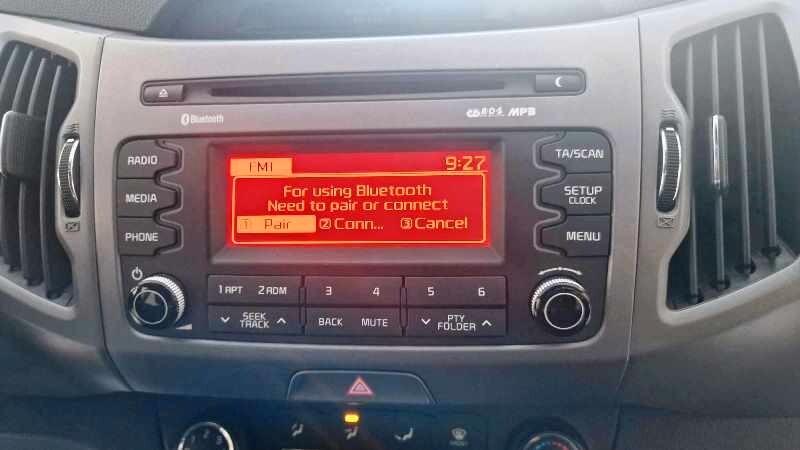 Bluetooth
RDS MP3
RADIO
MEDIA
PHONE
FM1 9:27
For using Bluetooth
Need to pair or connect
1 Pair 2 Conn... 3 Cancel
TA/SCAN
SETUP
CLOCK
MENU
1 RPT 2 RDM 3 4 5 6
SEEK
TRACK
BACK MUTE
PTY
FOLDER